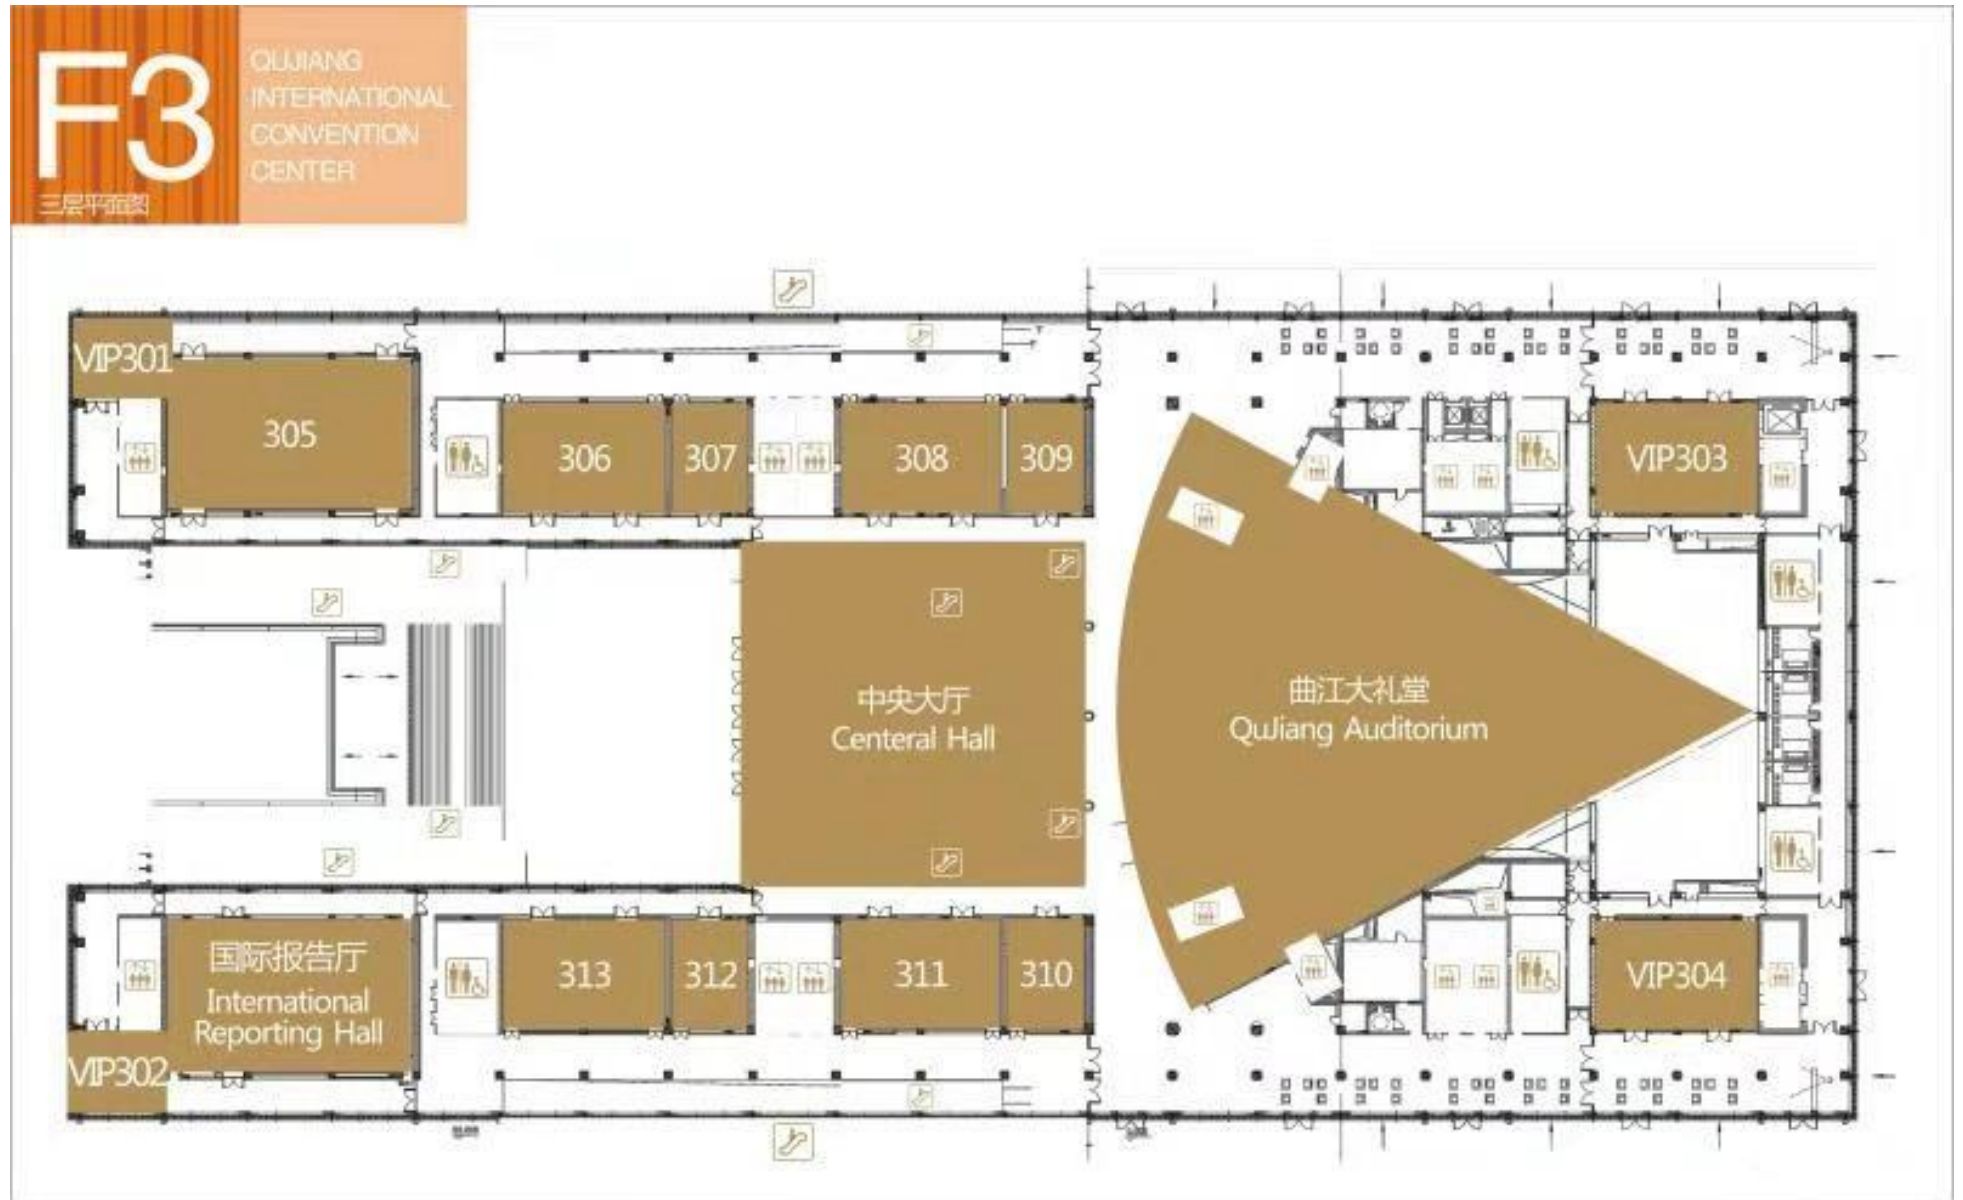 F3
三层平面图
QUJIANG
INTERNATIONAL
CONVENTION
CENTER
VIP301
305
306
307
308
309
VIP303
中央大厅
Centeral Hall
曲江大礼堂
QuJiang Auditorium
国际报告厅
International
Reporting Hall
VIP302
313
312
311
310
VIP304